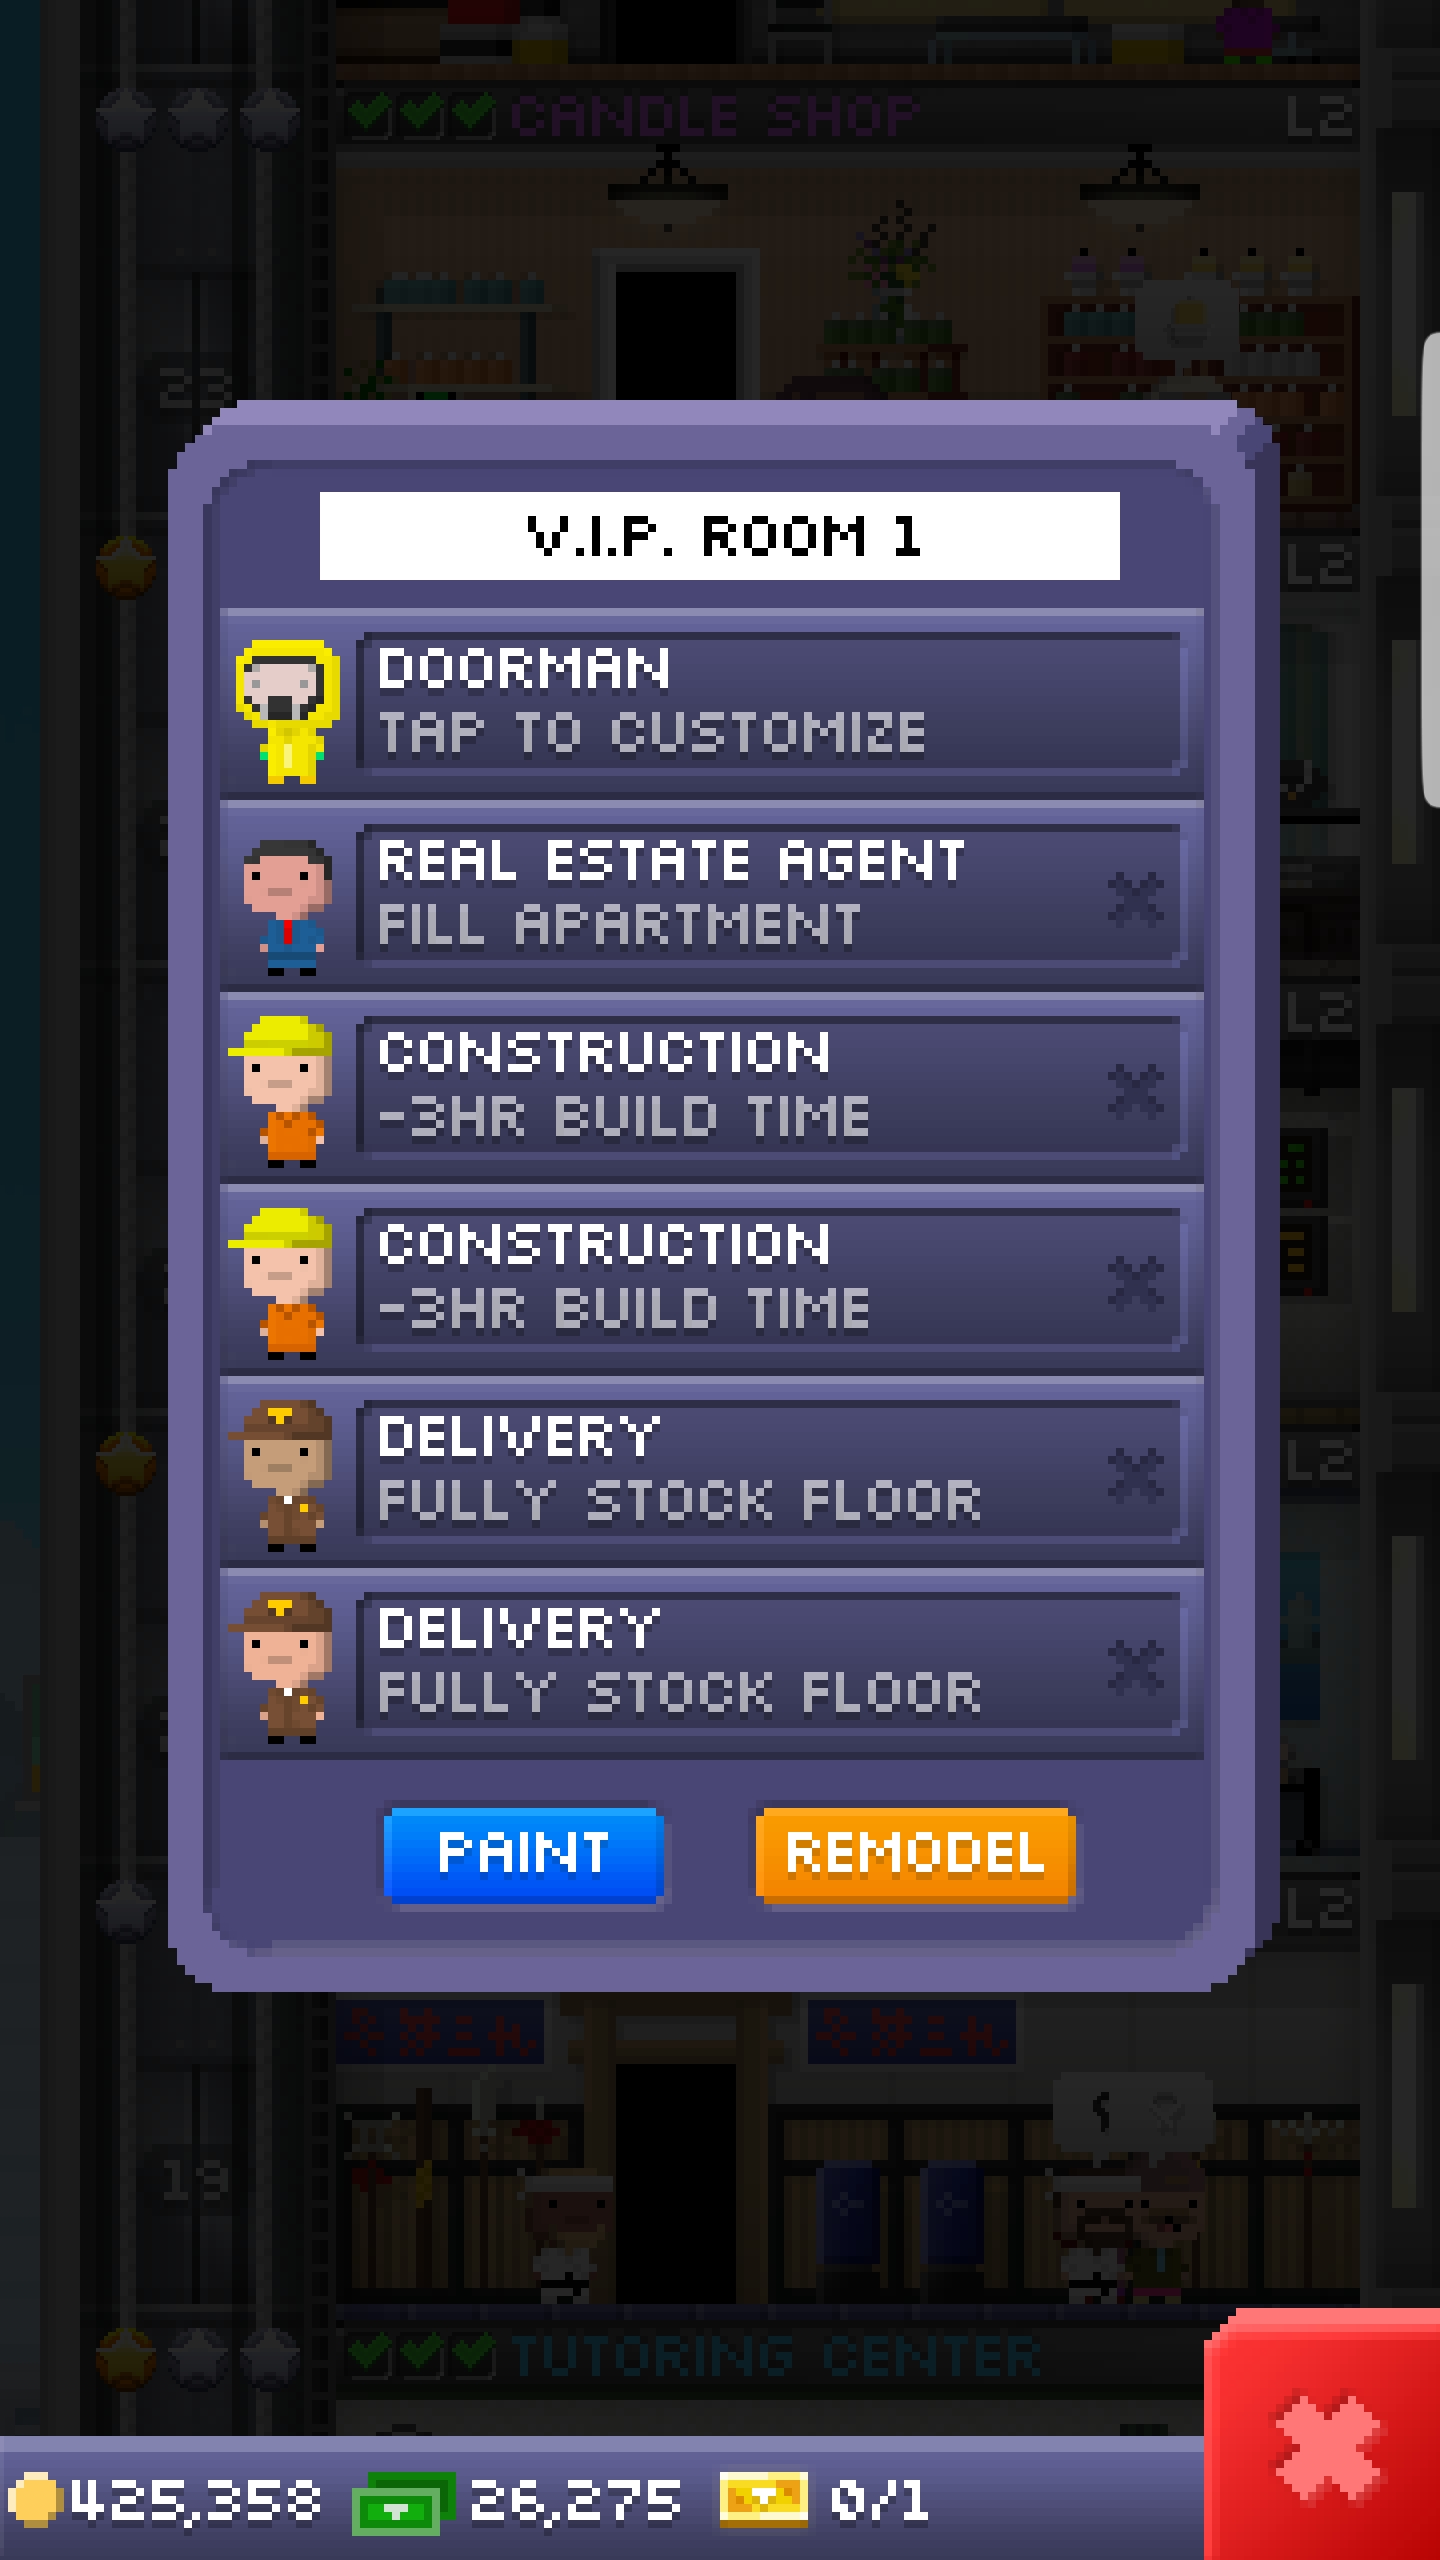 CANDLE SHOP L2
23
L2
V.I.P. ROOM 1
DOORMAN
TAP TO CUSTOMIZE
REAL ESTATE AGENT
FILL APARTMENT
L2
CONSTRUCTION
-3HR BUILD TIME
CONSTRUCTION
-3HR BUILD TIME
DELIVERY
FULLY STOCK FLOOR
L2
DELIVERY
FULLY STOCK FLOOR
PAINT REMODEL
L2
19
TUTORING CENTER
425,358 26,275 0/1